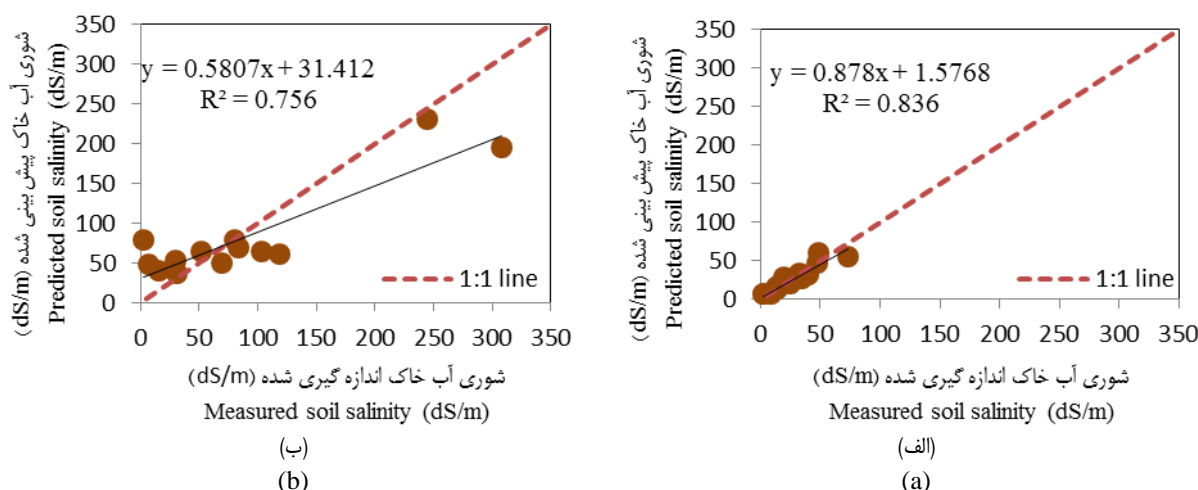 350
300
250
200
150
100
50
0
شوری آب خاک پیش بینی شده (dS/m)
Predicted soil salinity (dS/m)
y = 0.5807x + 31.412
R² = 0.756
1:1 line
0 50 100 150 200 250 300 350
شوری آب خاک اندازه گیری شده (dS/m)
Measured soil salinity (dS/m)
(ب)
(b)
350
300
250
200
150
100
50
0
شوری آب خاک پیش بینی شده (dS/m)
Predicted soil salinity (dS/m)
y = 0.878x + 1.5768
R² = 0.836
1:1 line
0 50 100 150 200 250 300 350
شوری آب خاک اندازه گیری شده (dS/m)
Measured soil salinity (dS/m)
(الف)
(a)